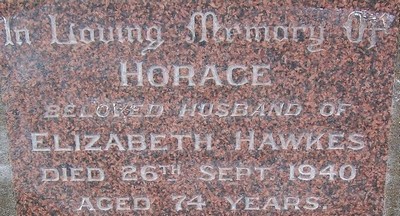 In Loving Memory Of
HORACE
BELOVED HUSBAND OF
ELIZABETH HAWKES
DIED 26TH SEPT. 1940
AGED 74 YEARS.